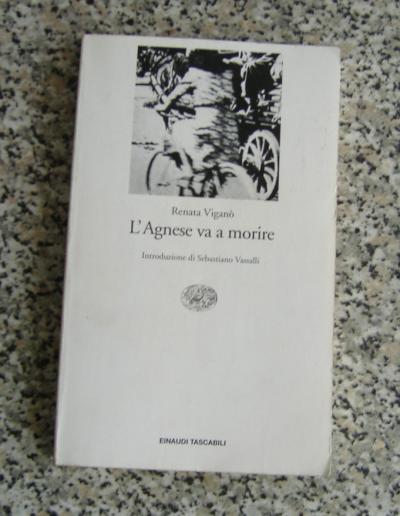 Renata Viganò
L'Agnese va a morire
Introduzione di Sebastiano Vassalli
EINAUDI TASCABILI